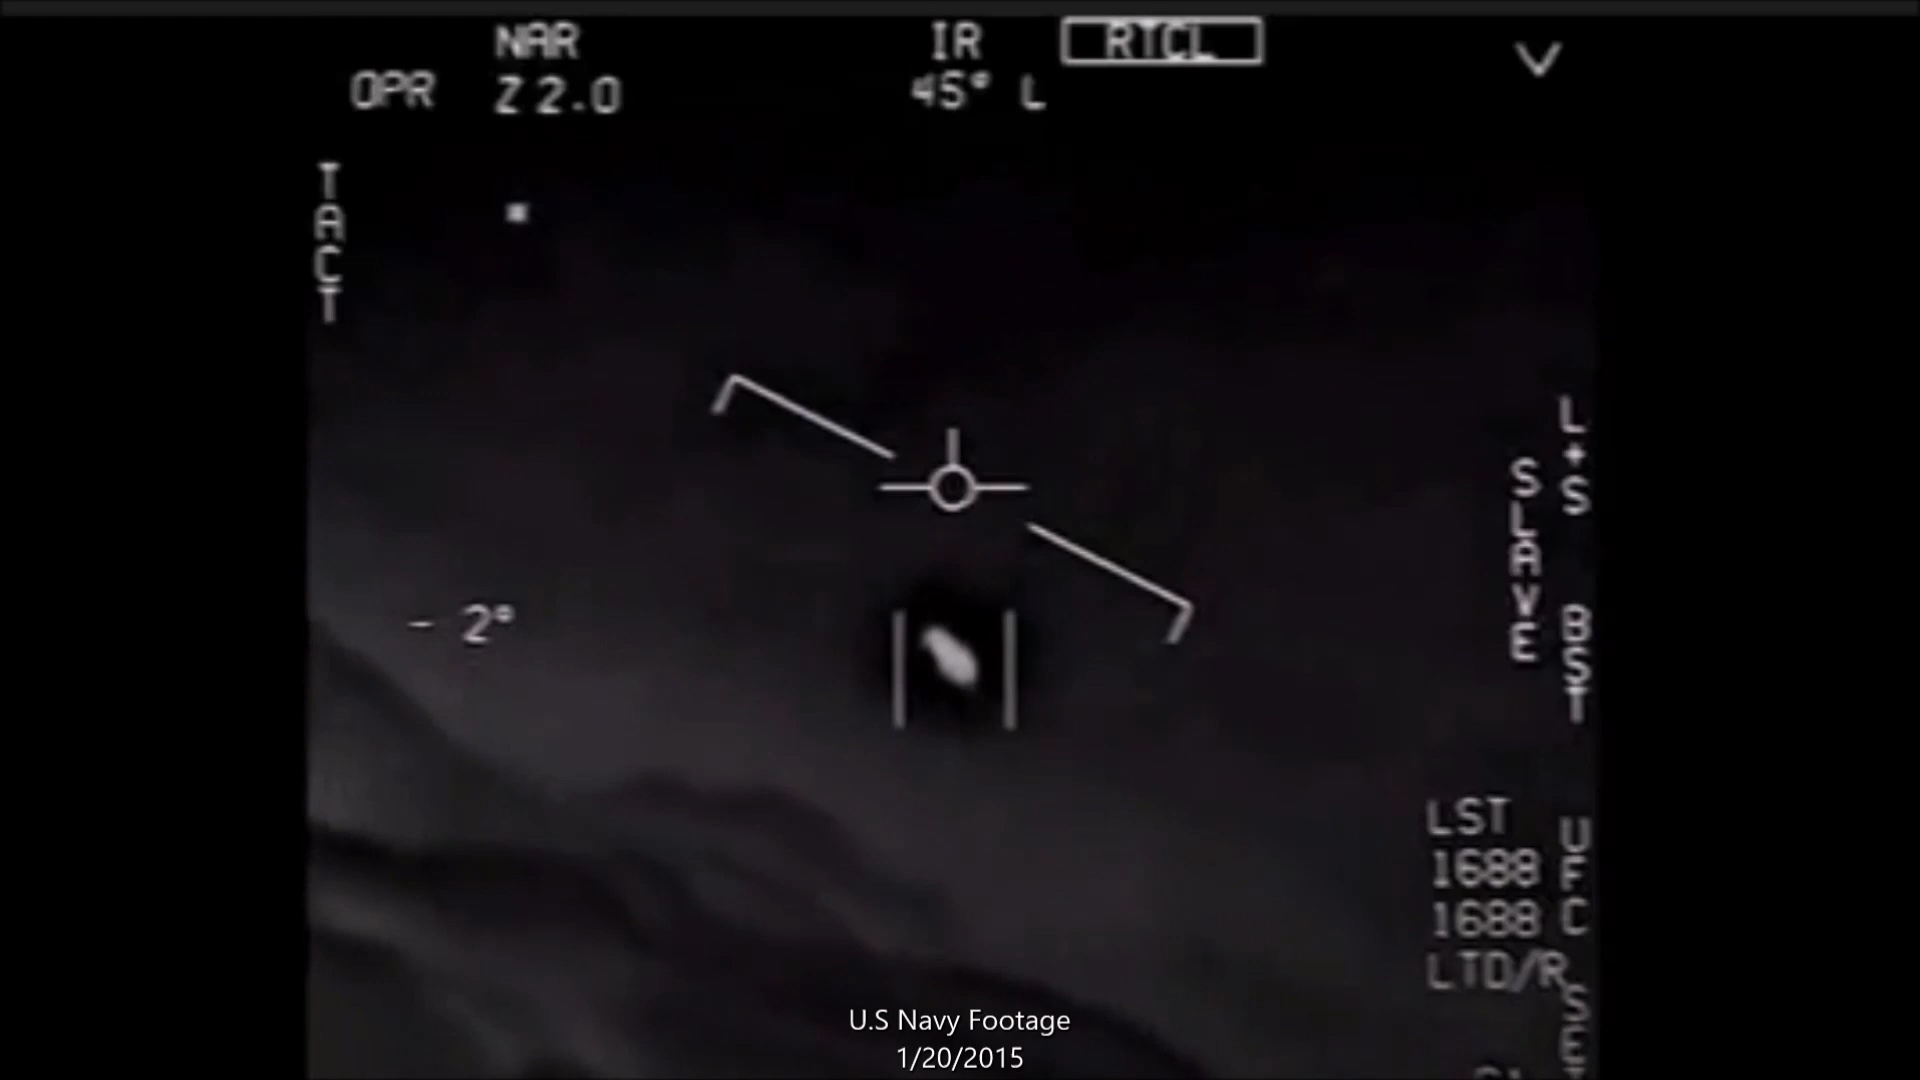 NAR
IR
RTCL
OPR
Z 2.0
45° L
TACT
L+S BST
SLAVE
- 2°
LST
1688
1688
LTD/R
UFC
U.S Navy Footage
1/20/2015